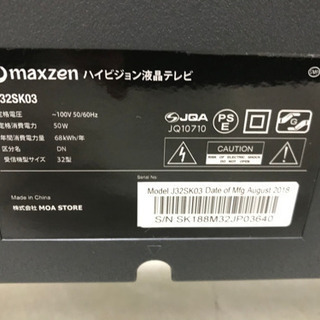 maxzen ハイビジョン液晶テレビ
J32SK03
定格電圧 ~100V 50/60Hz
定格消費電力 50W
年間消費電力量 68kWh/年
区分名 DN
受信機型サイズ 32型
Made in China
株式会社 MOA STORE
JQA
JQ10710
PS
E
CAUTION
Serial No:
Model J32SK03 Date of Mfg August 2018
S/N:SK188M32JP03640